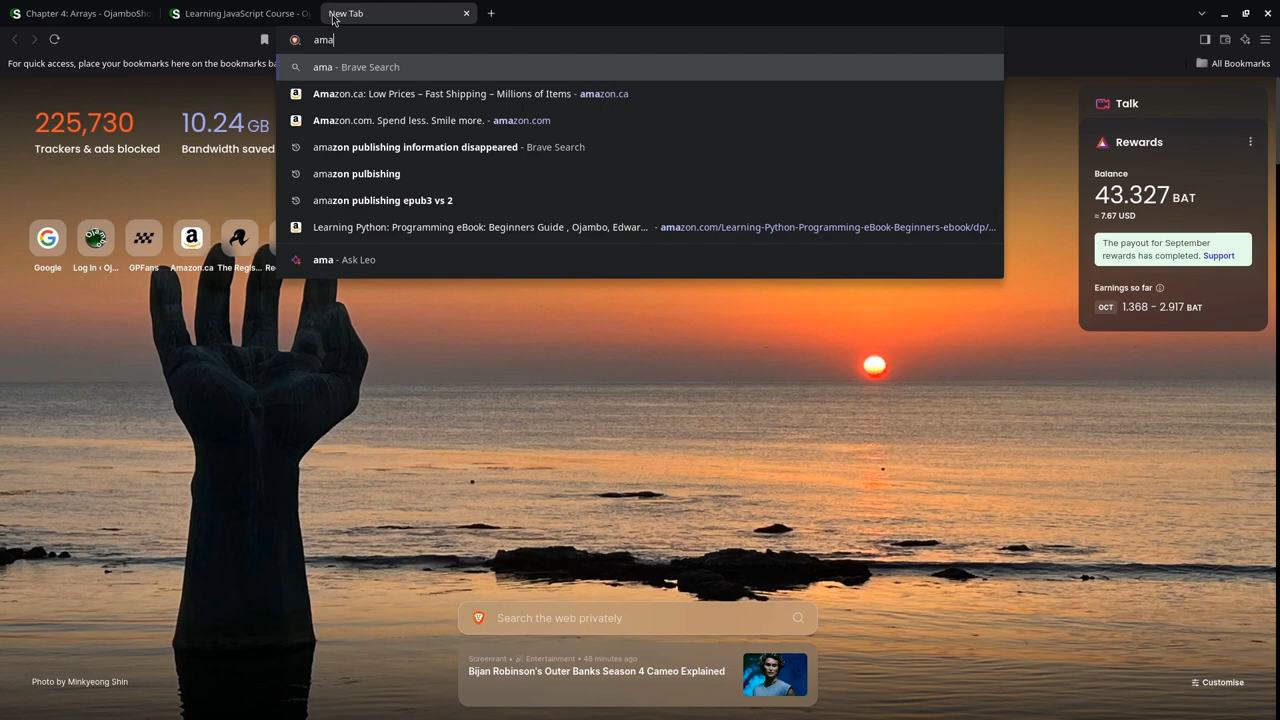 Chapter 4: Arrays - OjamboSho
Learning JavaScript Course - O
New Tab
ama
For quick access, place your bookmarks here on the bookmarks ba
All Bookmarks
ama - Brave Search
Amazon.ca: Low Prices – Fast Shipping – Millions of Items - amazon.ca
Amazon.com. Spend less. Smile more. - amazon.com
amazon publishing information disappeared - Brave Search
amazon pulbishing
amazon publishing epub3 vs 2
Learning Python: Programming eBook: Beginners Guide , Ojambo, Edwar... - amazon.com/Learning-Python-Programming-eBook-Beginners-ebook/dp/...
ama - Ask Leo
225,730
Trackers & ads blocked
10.24 GB
Bandwidth saved
Google
Log In ‹ Oj...
GPFans
Amazon.ca
The Regis...
Re
Talk
Rewards
Balance
43.327 BAT
≈ 7.67 USD
The payout for September
rewards has completed. Support
Earnings so far
OCT 1.368 - 2.917 BAT
Search the web privately
Screenrant • Entertainment • 48 minutes ago
Bijan Robinson's Outer Banks Season 4 Cameo Explained
Photo by Minkyeong Shin
Customise